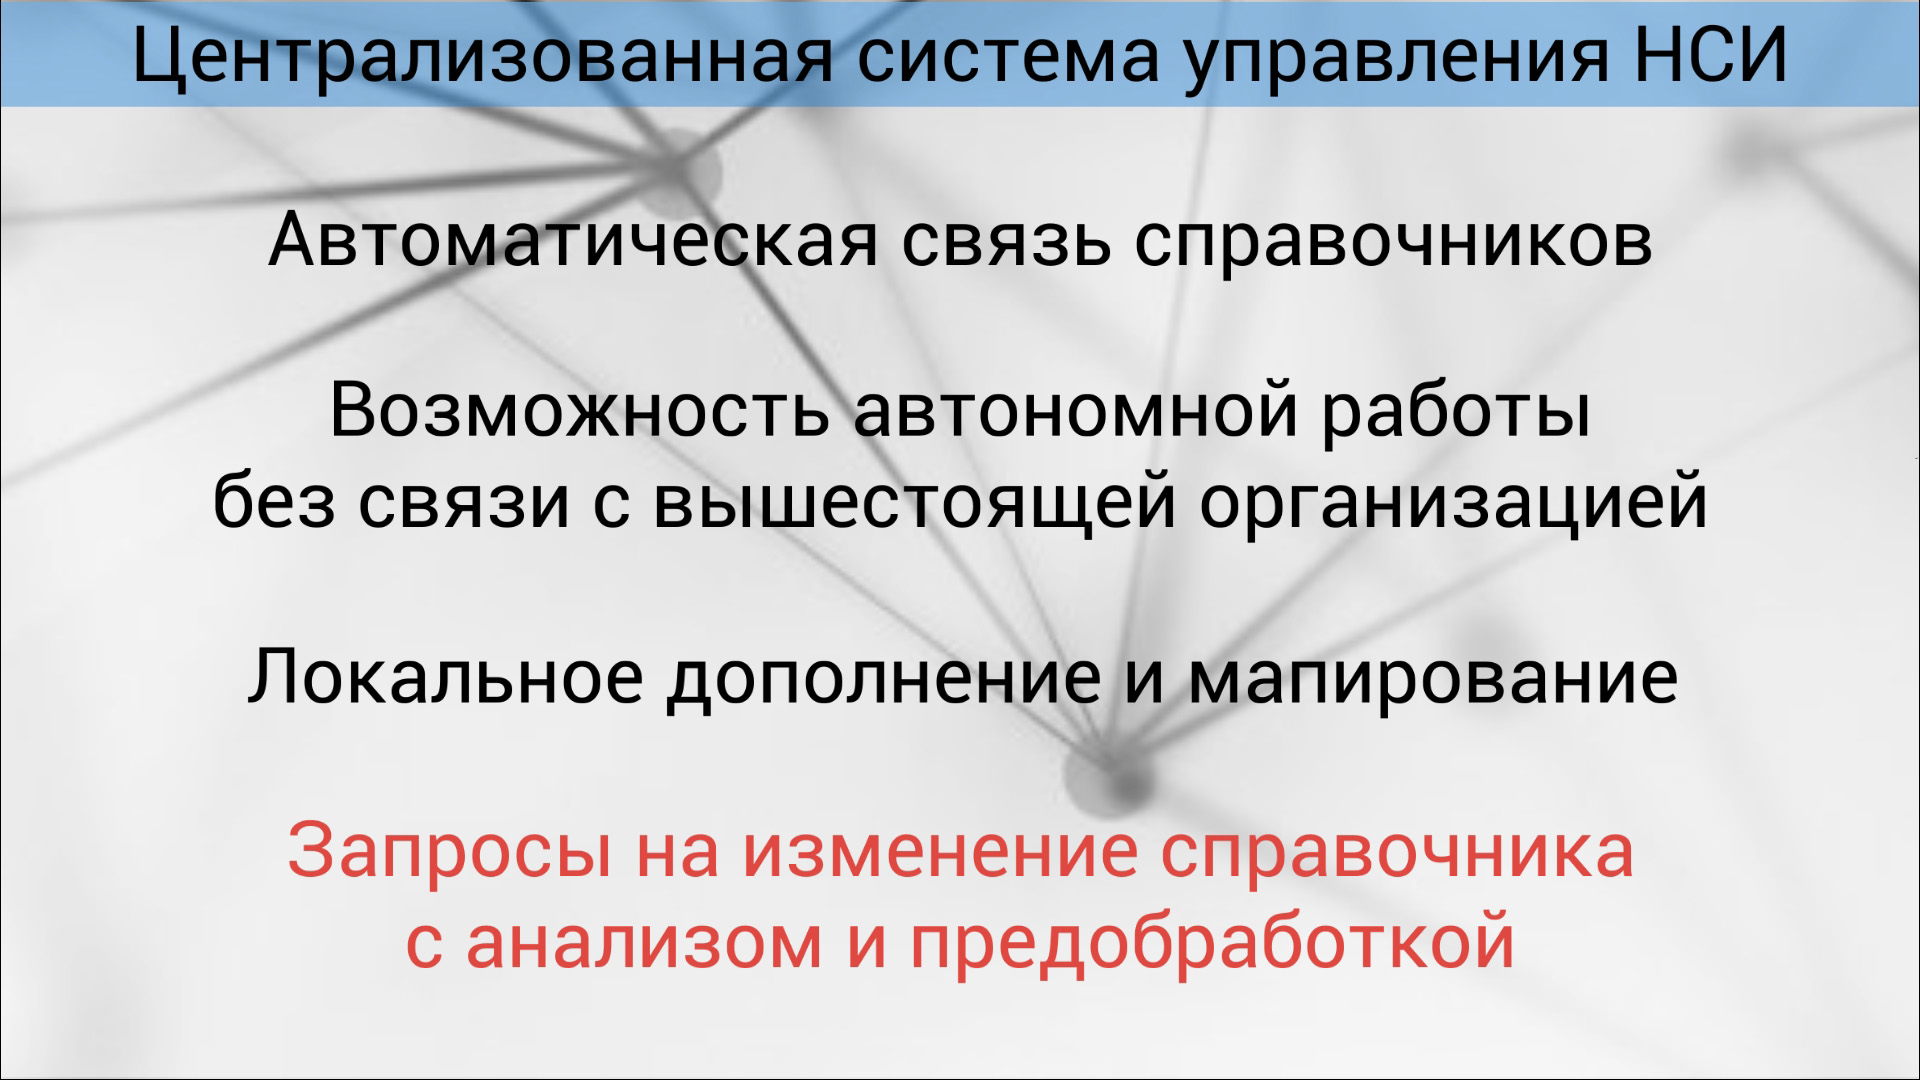 Централизованная система управления НСИ
Автоматическая связь справочников
Возможность автономной работы
без связи с вышестоящей организацией
Локальное дополнение и мапирование
Запросы на изменение справочника
с анализом и предобработкой